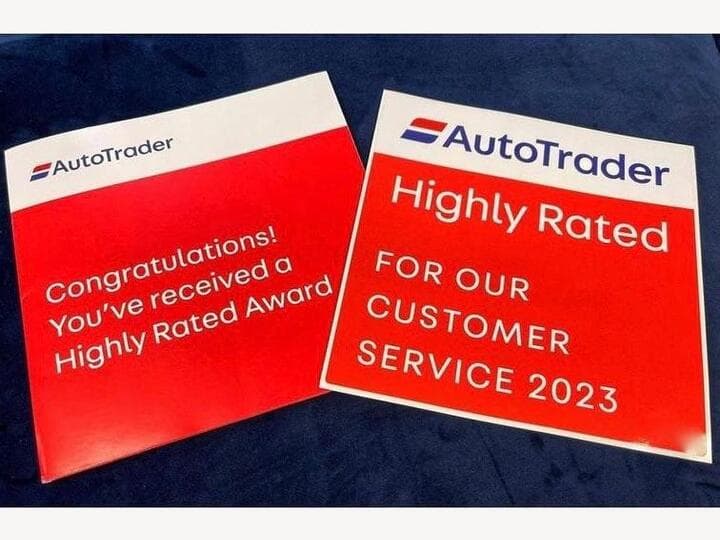 AutoTrader
Congratulations!
You've received a
Highly Rated Award
AutoTrader
Highly Rated
FOR OUR
CUSTOMER
SERVICE 2023